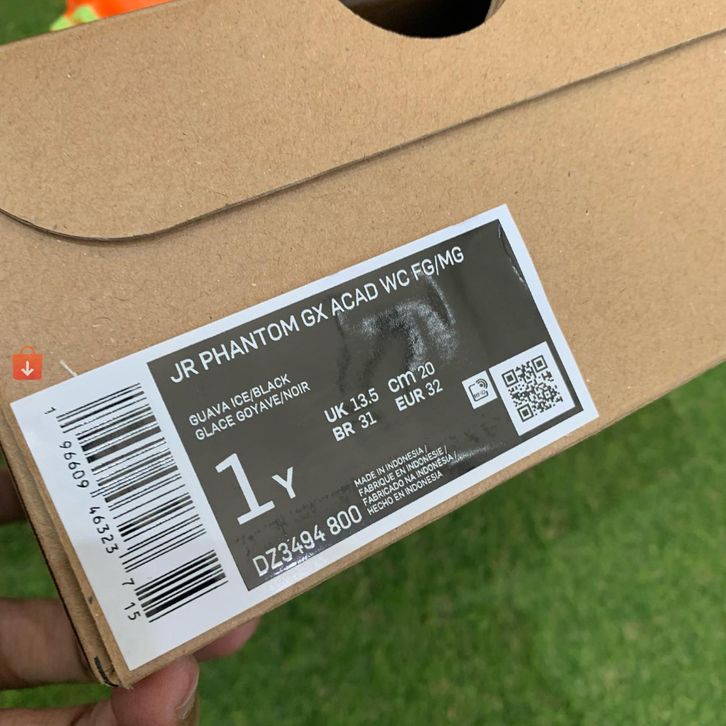 JR PHANTOM GX ACAD WC FG/MG
GUAVA ICE/BLACK
GLACE GOYAVE/NOIR
UK 13.5 cm 20
BR 31 EUR 32
1Y
MADE IN INDONESIA /
FABRIQUE EN INDONESIE /
FABRICADO NA INDONÉSIA /
HECHO EN INDONESIA
DZ3494 800
1 96609 46323 7 15